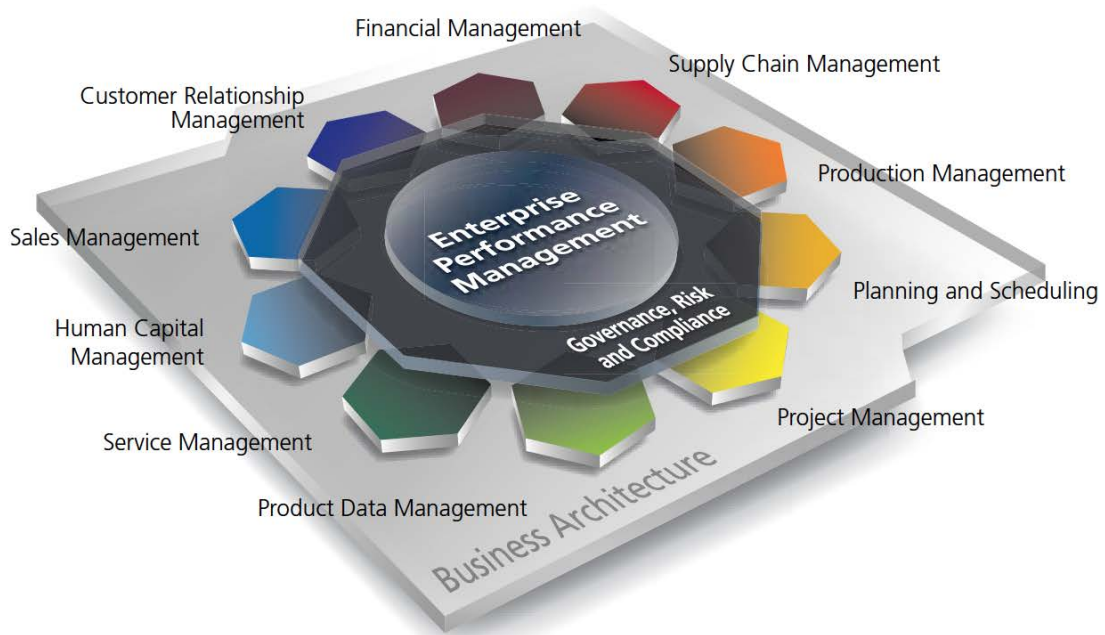 Financial Management
Supply Chain Management
Customer Relationship
Management
Production Management
Enterprise
Performance
Management
Sales Management
Planning and Scheduling
Governance, Risk
and Compliance
Human Capital
Management
Project Management
Service Management
Product Data Management
Business Architecture